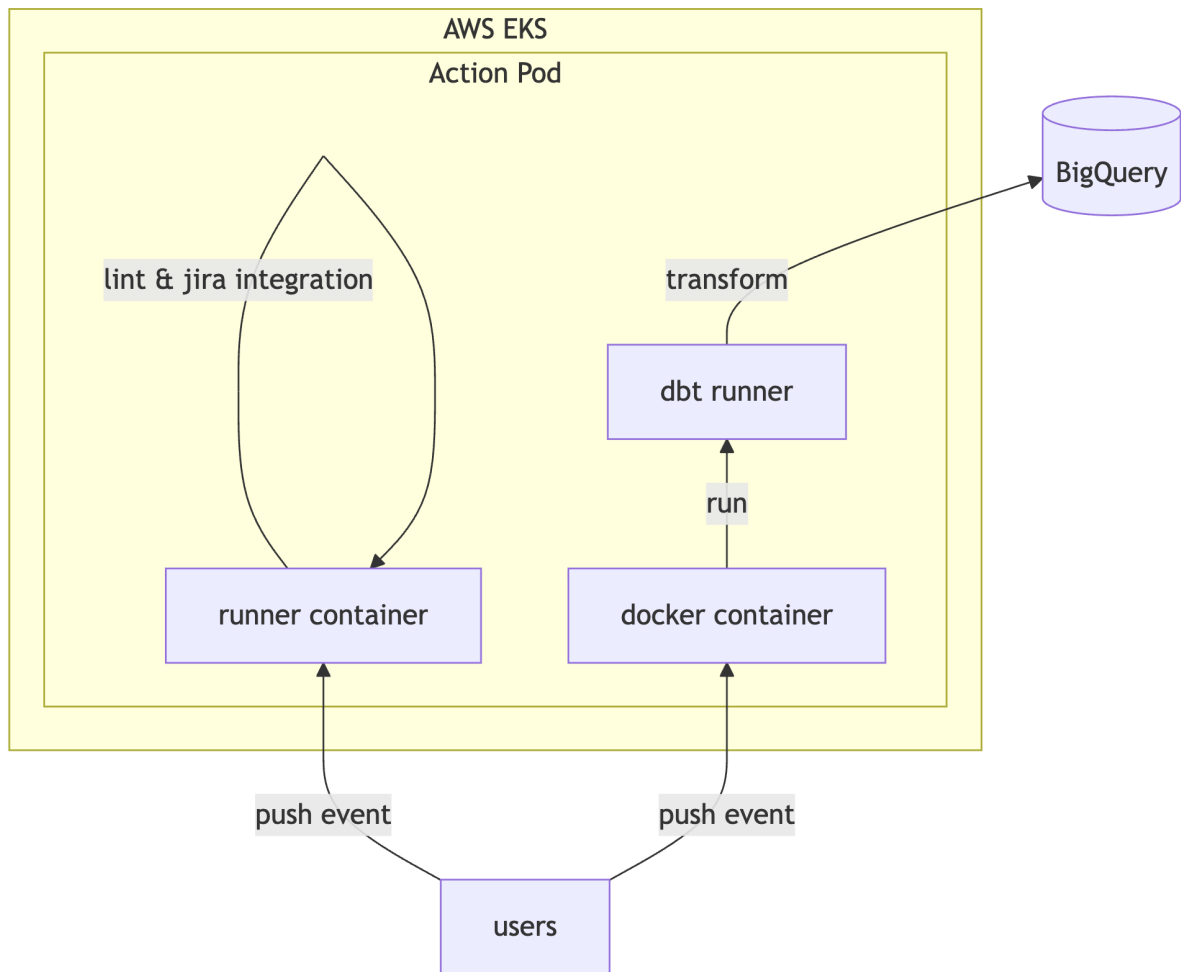 AWS EKS
Action Pod
BigQuery
lint & jira integration
transform
dbt runner
run
runner container
docker container
push event
push event
users